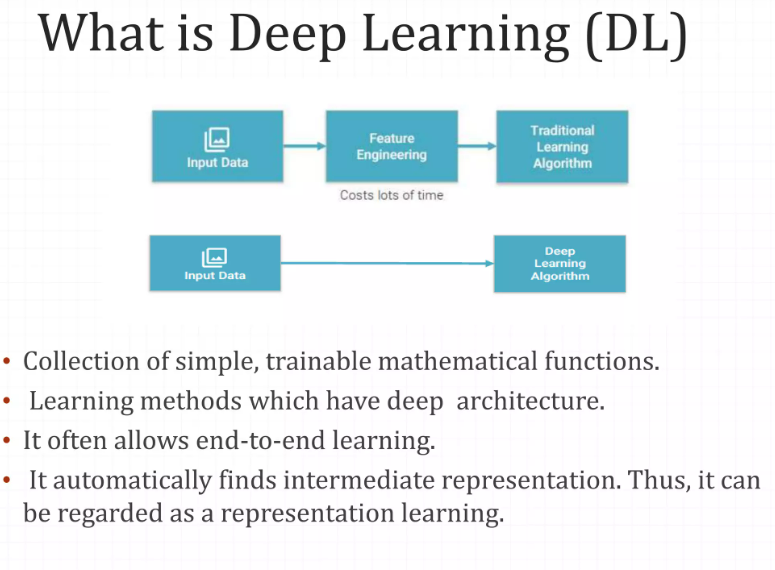 What is Deep Learning (DL)
Input Data
Feature
Engineering
Traditional
Learning
Algorithm
Costs lots of time
Input Data
Deep
Learning
Algorithm
• Collection of simple, trainable mathematical functions.
• Learning methods which have deep architecture.
• It often allows end-to-end learning.
• It automatically finds intermediate representation. Thus, it can
be regarded as a representation learning.